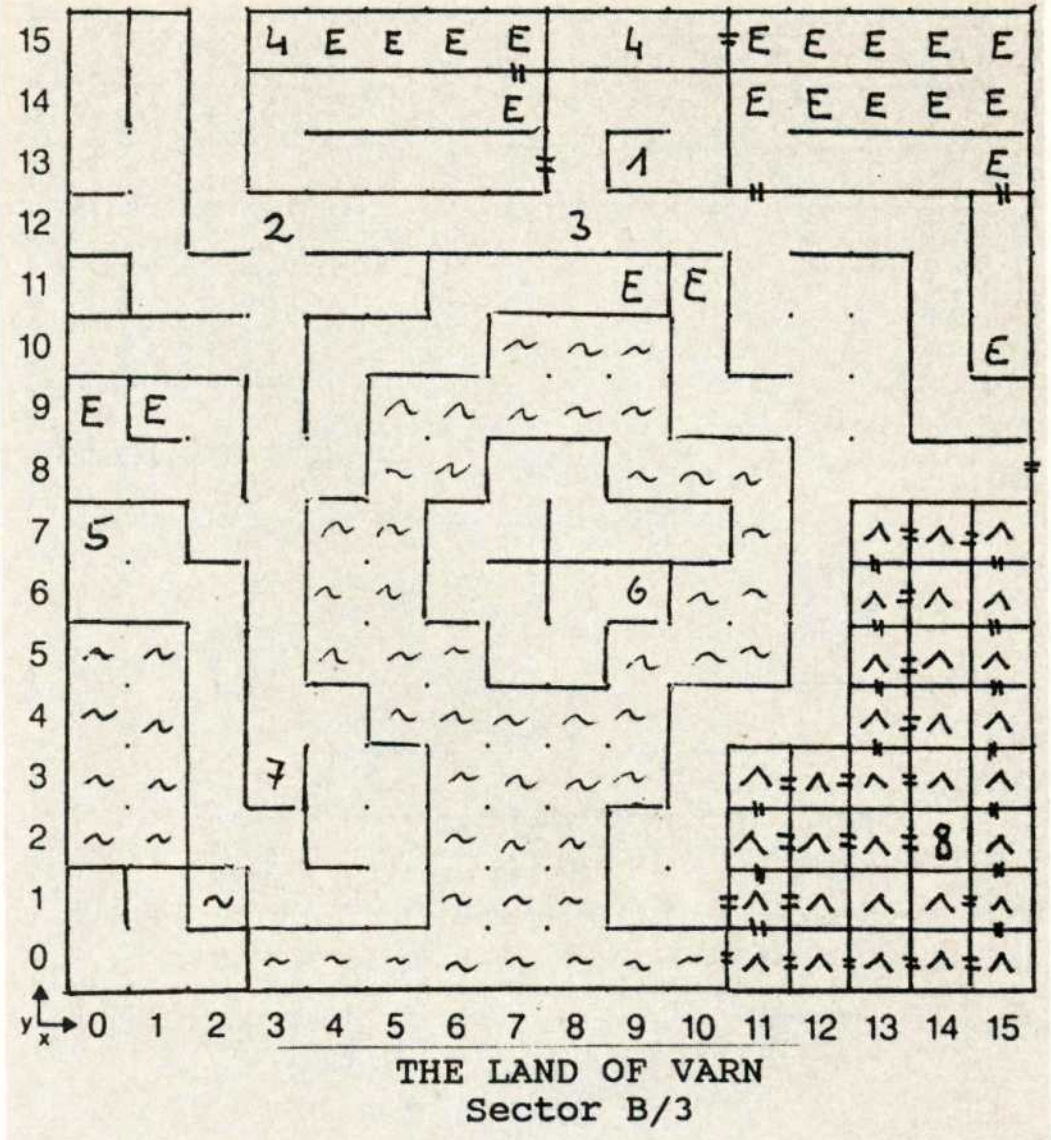 15 4 E E E E 4 E E E E E
14 E E E E E E
13 1 E
12 2 3
11 E E
10 E
9 E E
8
7 5
6 6
5
4
3 7
2 8
1
0
y x 0 1 2 3 4 5 6 7 8 9 10 11 12 13 14 15
THE LAND OF VARN
Sector B/3